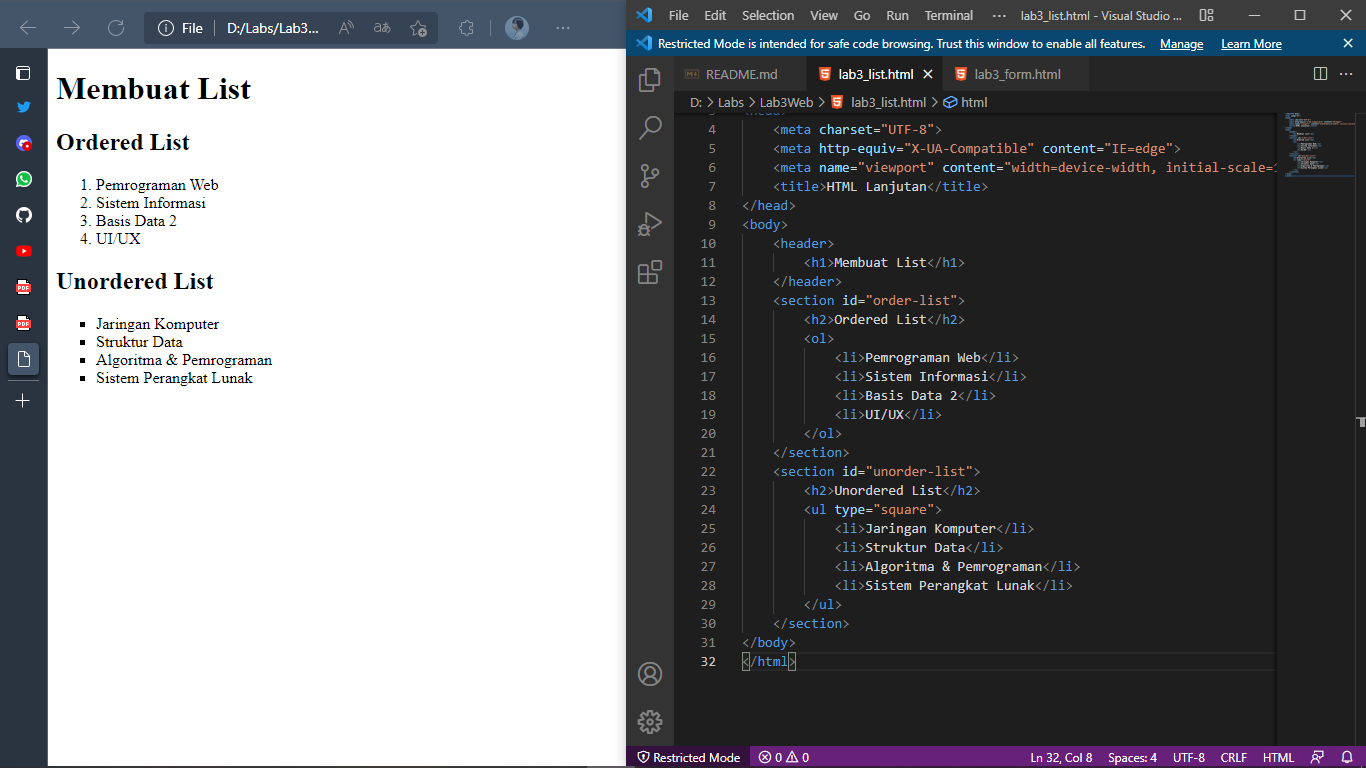 File D:/Labs/Lab3...
Membuat List
Ordered List
1. Pemrograman Web
2. Sistem Informasi
3. Basis Data 2
4. UI/UX
Unordered List
Jaringan Komputer
Struktur Data
Algoritma & Pemrograman
Sistem Perangkat Lunak
File Edit Selection View Go Run Terminal ··· lab3_list.html - Visual Studio ...
Restricted Mode is intended for safe code browsing. Trust this window to enable all features. Manage Learn More
README.md lab3_list.html lab3_form.html
D: > Labs > Lab3Web > lab3_list.html > html
4 <meta charset="UTF-8">
5 <meta http-equiv="X-UA-Compatible" content="IE=edge">
6 <meta name="viewport" content="width=device-width, initial-scale=
7 <title>HTML Lanjutan</title>
8 </head>
9 <body>
10 <header>
11 <h1>Membuat List</h1>
12 </header>
13 <section id="order-list">
14 <h2>Ordered List</h2>
15 <ol>
16 <li>Pemrograman Web</li>
17 <li>Sistem Informasi</li>
18 <li>Basis Data 2</li>
19 <li>UI/UX</li>
20 </ol>
21 </section>
22 <section id="unorder-list">
23 <h2>Unordered List</h2>
24 <ul type="square">
25 <li>Jaringan Komputer</li>
26 <li>Struktur Data</li>
27 <li>Algoritma & Pemrograman</li>
28 <li>Sistem Perangkat Lunak</li>
29 </ul>
30 </section>
31 </body>
32 </html>
Restricted Mode 0 0 Ln 32, Col 8 Spaces: 4 UTF-8 CRLF HTML